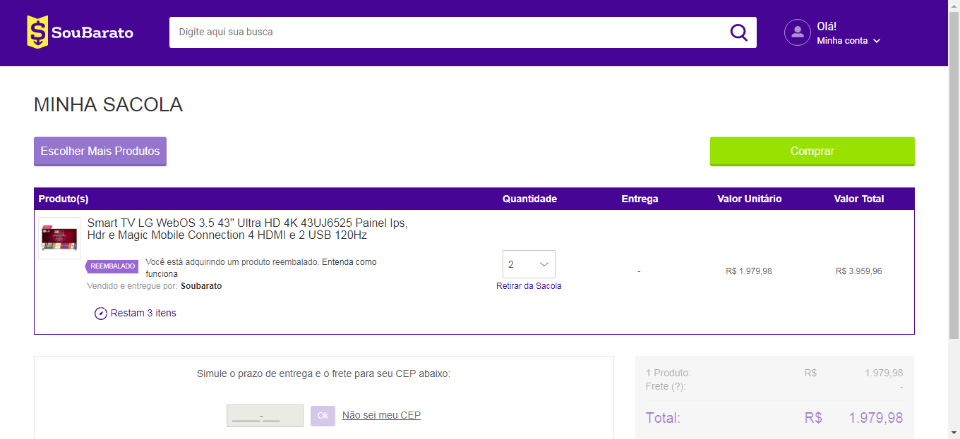 SouBarato
Digite aqui sua busca
Olá!
Minha conta
MINHA SACOLA
Escolher Mais Produtos
Comprar
Produto(s) Quantidade Entrega Valor Unitário Valor Total
Smart TV LG WebOS 3.5 43" Ultra HD 4K 43UJ6525 Painel Ips,
Hdr e Magic Mobile Connection 4 HDMI e 2 USB 120Hz
REEMBALADO Você está adquirindo um produto reembalado. Entenda como
funciona
Vendido e entregue por: Soubarato
2
Retirar da Sacola
-
R$ 1.979,98
R$ 3.959,96
Restam 3 itens
Simule o prazo de entrega e o frete para seu CEP abaixo:
_____-___ Ok Não sei meu CEP
1 Produto: R$ 1.979,98
Frete (?): -
Total: R$ 1.979,98